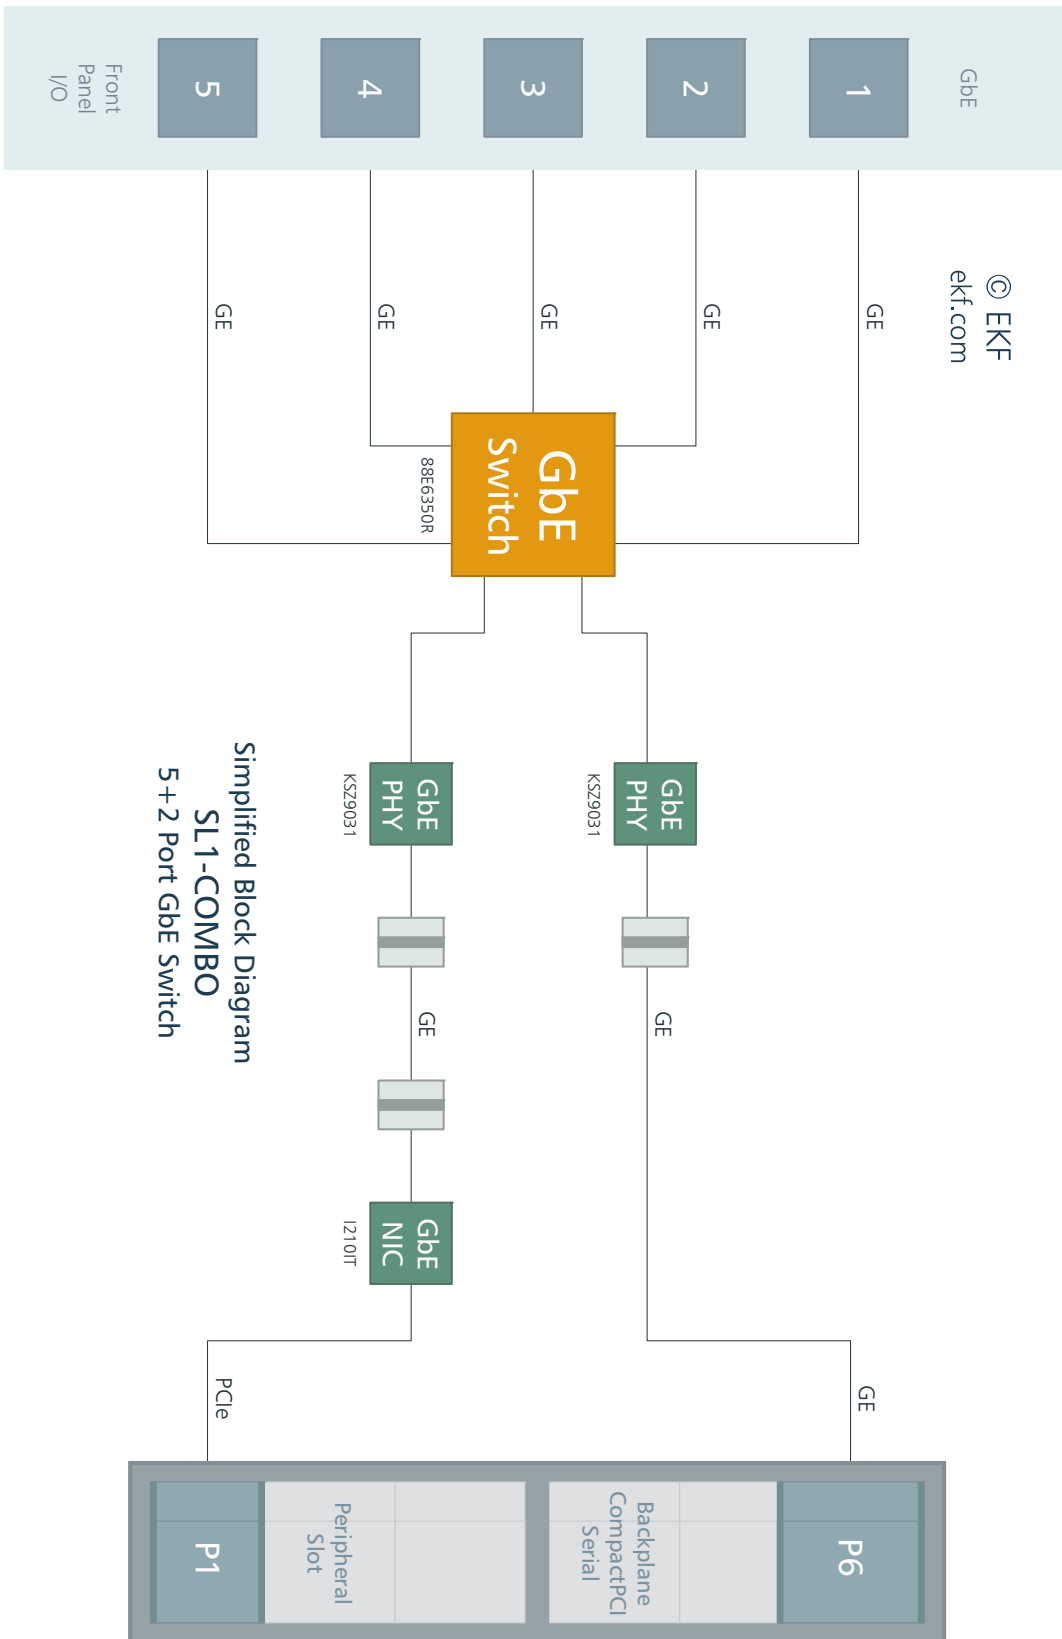 GbE
1
2
3
4
5
Front
Panel
I/O
© EKF
ekf.com
GE
GE
GE
GE
GE
GbE
Switch
88E6350R
GbE
PHY
KSZ9031
GbE
PHY
KSZ9031
GE
GE
GbE
NIC
I210IT
Simplified Block Diagram
SL1-COMBO
5+2 Port GbE Switch
GE
PCIe
P6
Backplane
CompactPCI
Serial
Peripheral
Slot
P1